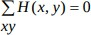 ∑ H(x, y) = 0
xy